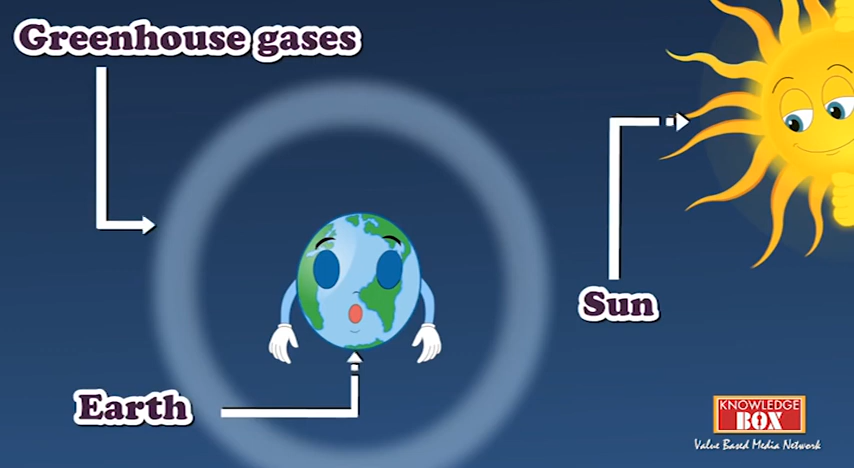 Greenhouse gases
Sun
Earth
KNOWLEDGE
BOX
Value Based Media Network